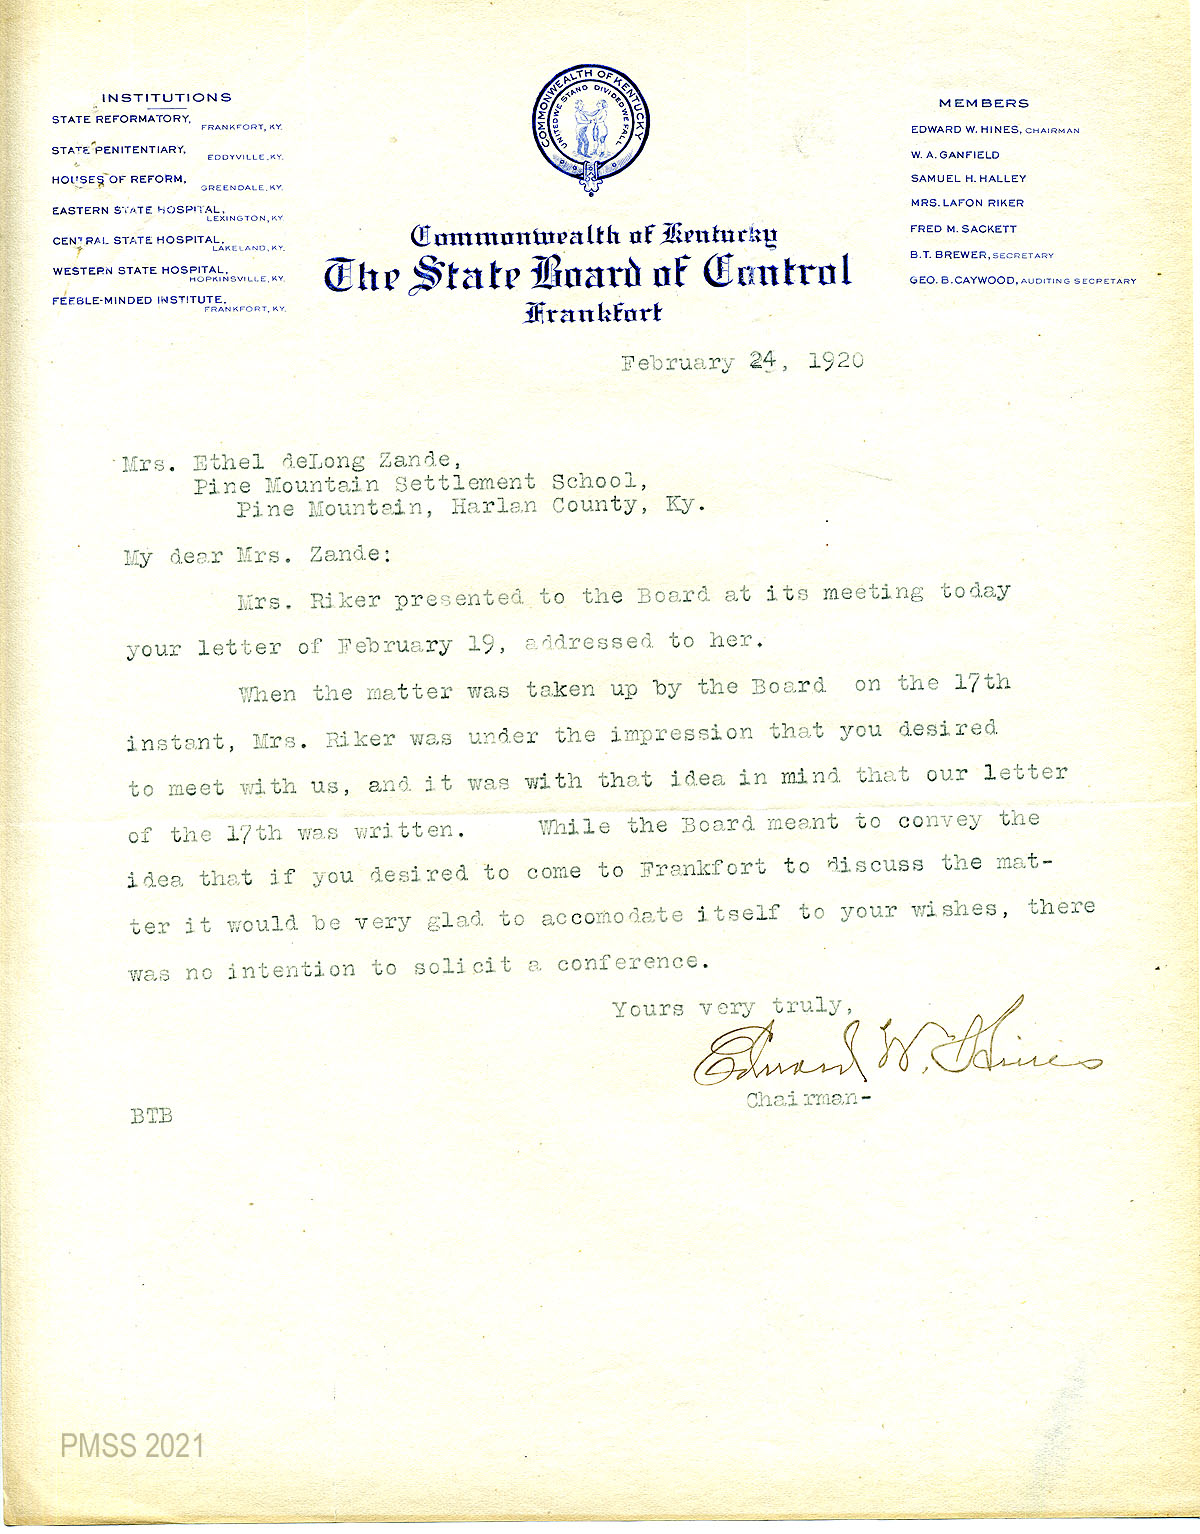 INSTITUTIONS
STATE REFORMATORY,
FRANKFORT, KY.
STATE PENITENTIARY,
EDDYVILLE, KY.
HOUSES OF REFORM,
GREENDALE, KY.
EASTERN STATE HOSPITAL,
LEXINGTON, KY.
CENTRAL STATE HOSPITAL,
LAKELAND, KY.
WESTERN STATE HOSPITAL,
HOPKINSVILLE, KY.
FEEBLE-MINDED INSTITUTE,
FRANKFORT, KY.
COMMONWEALTH OF KENTUCKY
UNITED WE STAND DIVIDED WE FALL
MEMBERS
EDWARD W. HINES, CHAIRMAN
W. A. GANFIELD
SAMUEL H. HALLEY
MRS. LAFON RIKER
FRED M. SACKETT
B. T. BREWER, SECRETARY
GEO. B. CAYWOOD, AUDITING SECRETARY
Commonwealth of Kentucky
The State Board of Control
Frankfort
February 24, 1920
Mrs. Ethel deLong Zande,
Pine Mountain Settlement School,
Pine Mountain, Harlan County, Ky.
My dear Mrs. Zande:
Mrs. Riker presented to the Board at its meeting today
your letter of February 19, addressed to her.
When the matter was taken up by the Board on the 17th
instant, Mrs. Riker was under the impression that you desired
to meet with us, and it was with that idea in mind that our letter
of the 17th was written. While the Board meant to convey the
idea that if you desired to come to Frankfort to discuss the mat-
ter it would be very glad to accomodate itself to your wishes, there
was no intention to solicit a conference.
Yours very truly,
Edward W. Hines
Chairman-
BTB
PMSS 2021